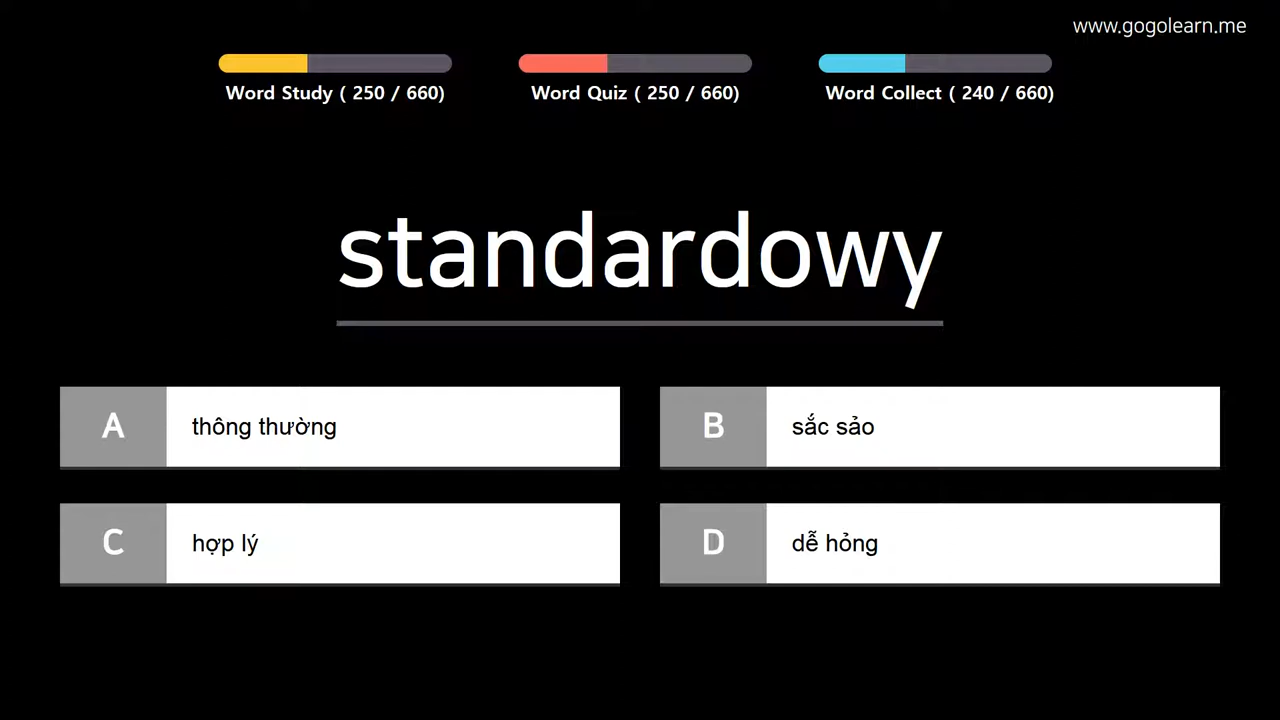 www.gogolearn.me
Word Study ( 250 / 660)
Word Quiz ( 250 / 660)
Word Collect ( 240 / 660)
standardowy
A thông thường
B sắc sảo
C hợp lý
D dễ hỏng